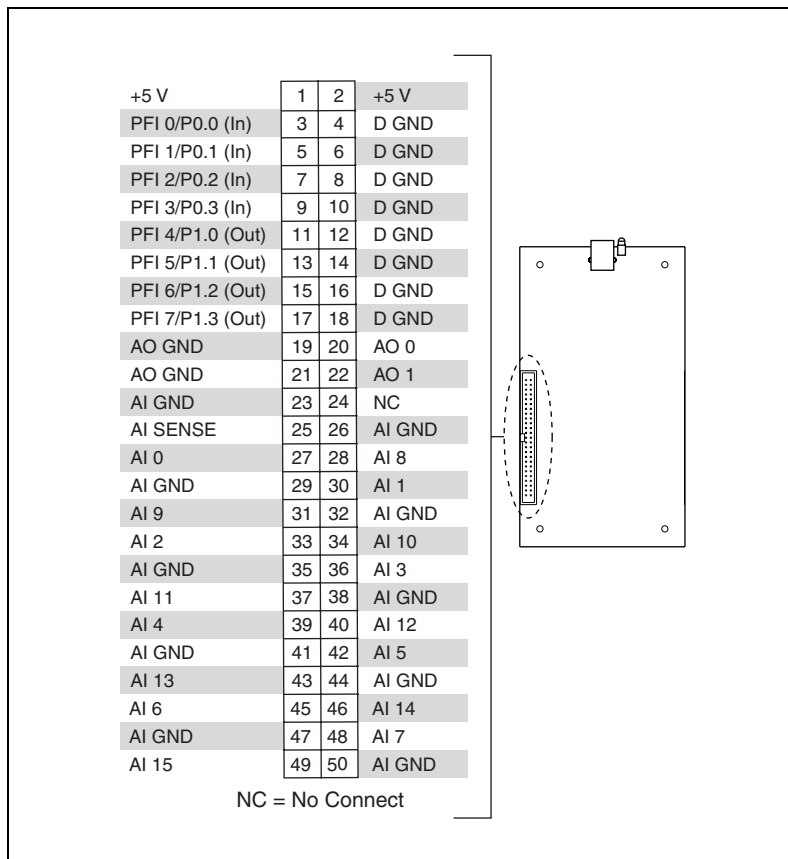 +5 V 1 2 +5 V
PFI 0/P0.0 (In) 3 4 D GND
PFI 1/P0.1 (In) 5 6 D GND
PFI 2/P0.2 (In) 7 8 D GND
PFI 3/P0.3 (In) 9 10 D GND
PFI 4/P1.0 (Out) 11 12 D GND
PFI 5/P1.1 (Out) 13 14 D GND
PFI 6/P1.2 (Out) 15 16 D GND
PFI 7/P1.3 (Out) 17 18 D GND
AO GND 19 20 AO 0
AO GND 21 22 AO 1
AI GND 23 24 NC
AI SENSE 25 26 AI GND
AI 0 27 28 AI 8
AI GND 29 30 AI 1
AI 9 31 32 AI GND
AI 2 33 34 AI 10
AI GND 35 36 AI 3
AI 11 37 38 AI GND
AI 4 39 40 AI 12
AI GND 41 42 AI 5
AI 13 43 44 AI GND
AI 6 45 46 AI 14
AI GND 47 48 AI 7
AI 15 49 50 AI GND
NC = No Connect